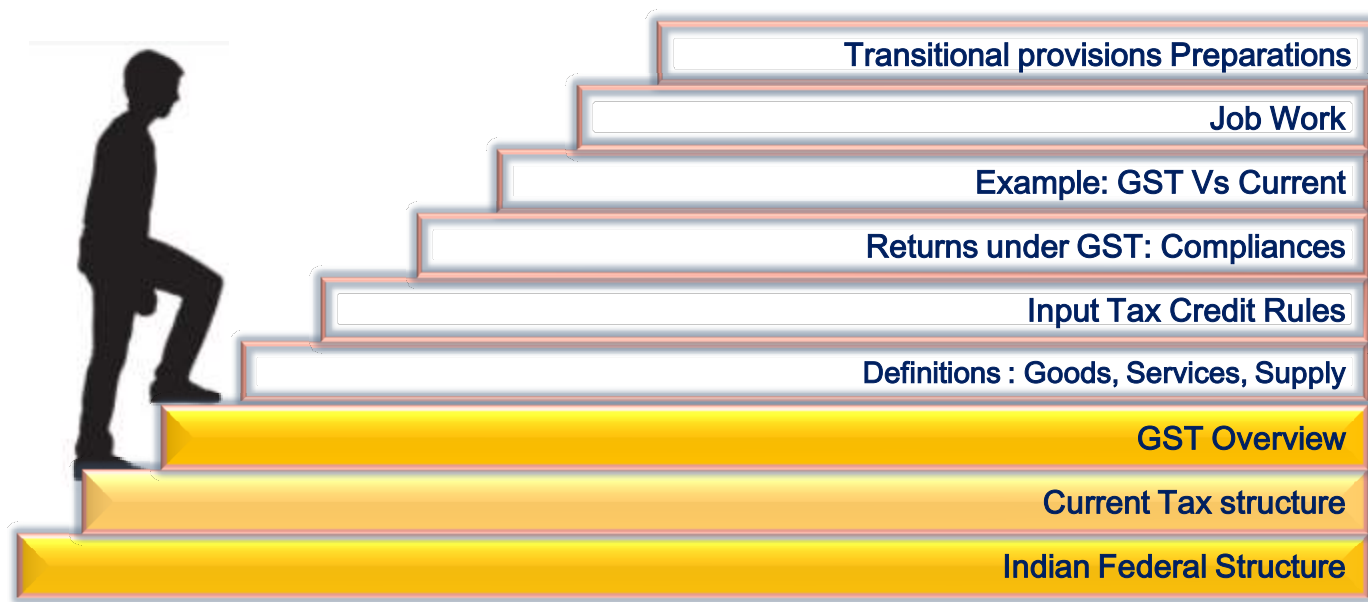 Transitional provisions Preparations
Job Work
Example: GST Vs Current
Returns under GST: Compliances
Input Tax Credit Rules
Definitions : Goods, Services, Supply
GST Overview
Current Tax structure
Indian Federal Structure